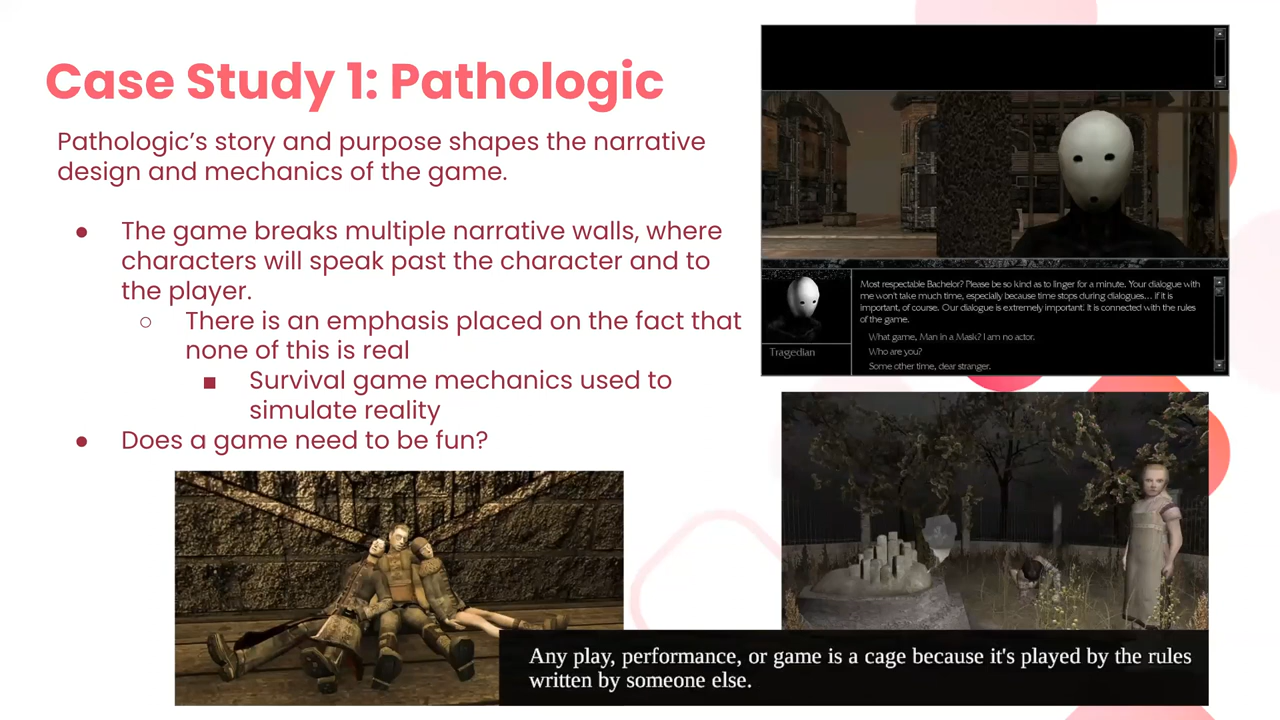 Case Study 1: Pathologic
Pathologic's story and purpose shapes the narrative
design and mechanics of the game.
● The game breaks multiple narrative walls, where
characters will speak past the character and to
the player.
○ There is an emphasis placed on the fact that
none of this is real
■ Survival game mechanics used to
simulate reality
● Does a game need to be fun?
Most respectable Bachelor? Please be so kind as to linger for a minute. Your dialogue with
me won't take much time, especially because time stops during dialogues... if it is
important, of course. Our dialogue is extremely important! It is connected with the rules
of the game.
What game, Man in a Mask? I am no actor.
Who are you?
Some other time, dear stranger.
Tragedian
Any play, performance, or game is a cage because it's played by the rules
written by someone else.